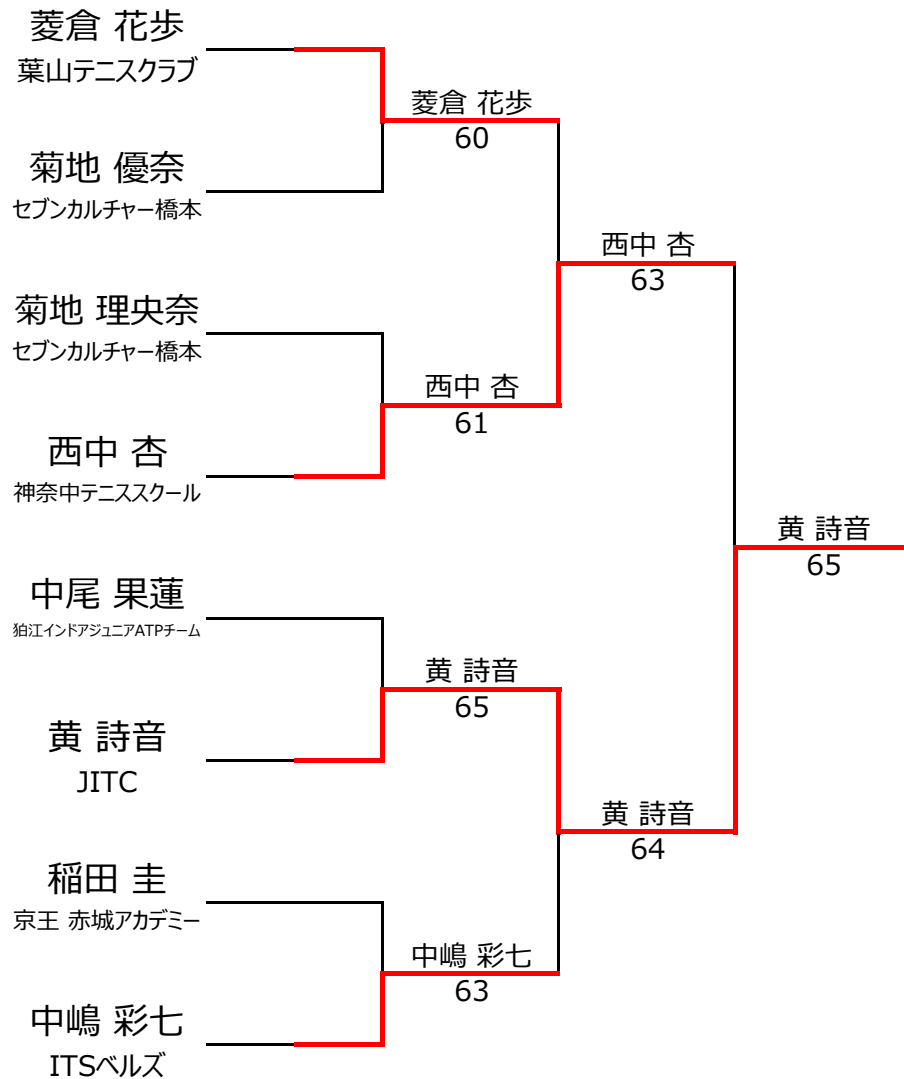 菱倉 花歩
葉山テニスクラブ
菊地 優奈
セブンカルチャー橋本
菊地 理央奈
セブンカルチャー橋本
西中 杏
神奈中テニススクール
中尾 果蓮
狛江インドアジュニアATPチーム
黄 詩音
JITC
稲田 圭
京王 赤城アカデミー
中嶋 彩七
ITSベルズ
菱倉 花歩
60
西中 杏
61
黄 詩音
65
中嶋 彩七
63
西中 杏
63
黄 詩音
64
黄 詩音
65